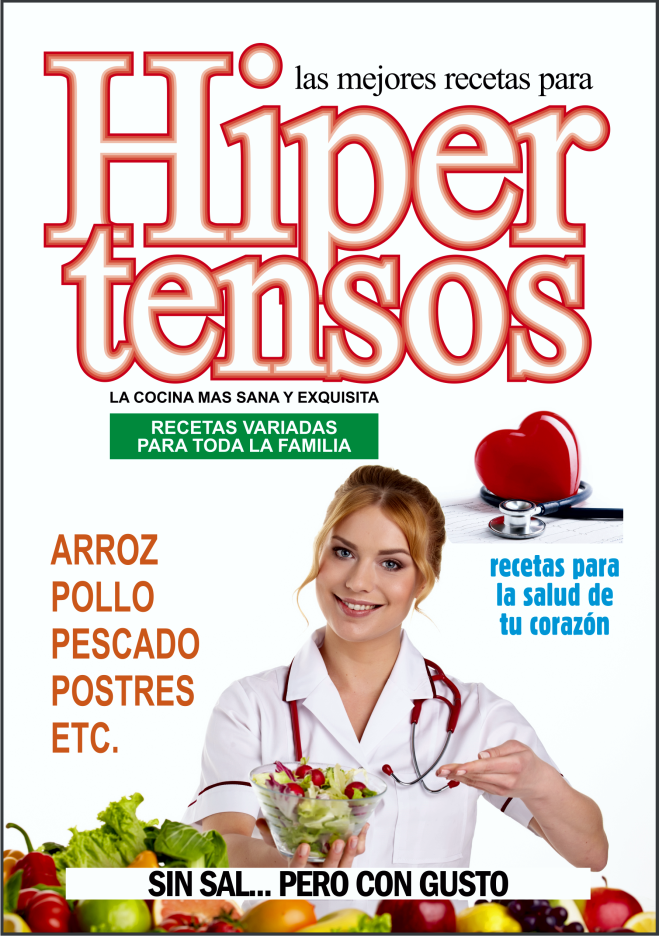 las mejores recetas para
Hiper
tensos
LA COCINA MAS SANA Y EXQUISITA
RECETAS VARIADAS
PARA TODA LA FAMILIA
recetas para
la salud de
tu corazón
ARROZ
POLLO
PESCADO
POSTRES
ETC.
SIN SAL... PERO CON GUSTO